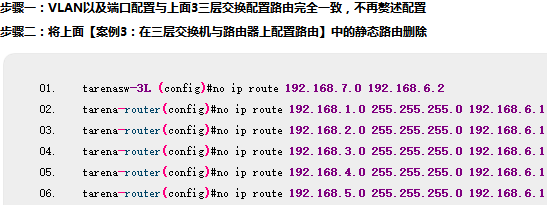 步骤一：VLAN以及端口配置与上面3三层交换配置路由完全一致，不再赘述配置
步骤二：将上面【案例3：在三层交换机与路由器上配置路由】中的静态路由删除
01. tarenasw-3L (config)#no ip route 192.168.7.0 192.168.6.2
02. tarena-router(config)#no ip route 192.168.1.0 255.255.255.0 192.168.6.1
03. tarena-router(config)#no ip route 192.168.2.0 255.255.255.0 192.168.6.1
04. tarena-router(config)#no ip route 192.168.3.0 255.255.255.0 192.168.6.1
05. tarena-router(config)#no ip route 192.168.4.0 255.255.255.0 192.168.6.1
06. tarena-router(config)#no ip route 192.168.5.0 255.255.255.0 192.168.6.1